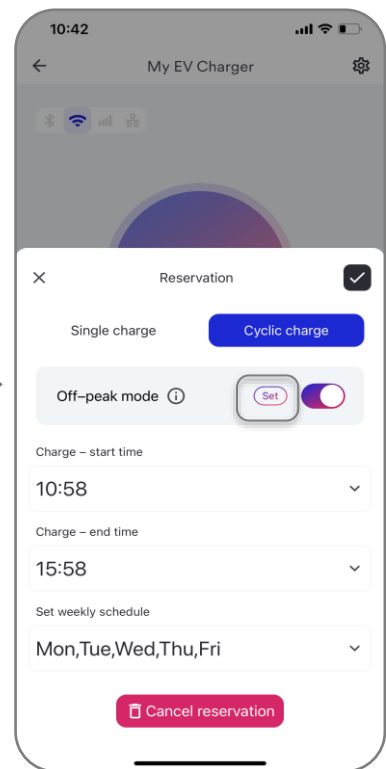 10:42
My EV Charger
Reservation
Single charge Cyclic charge
Off-peak mode Set
Charge – start time
10:58
Charge – end time
15:58
Set weekly schedule
Mon,Tue,Wed,Thu,Fri
Cancel reservation